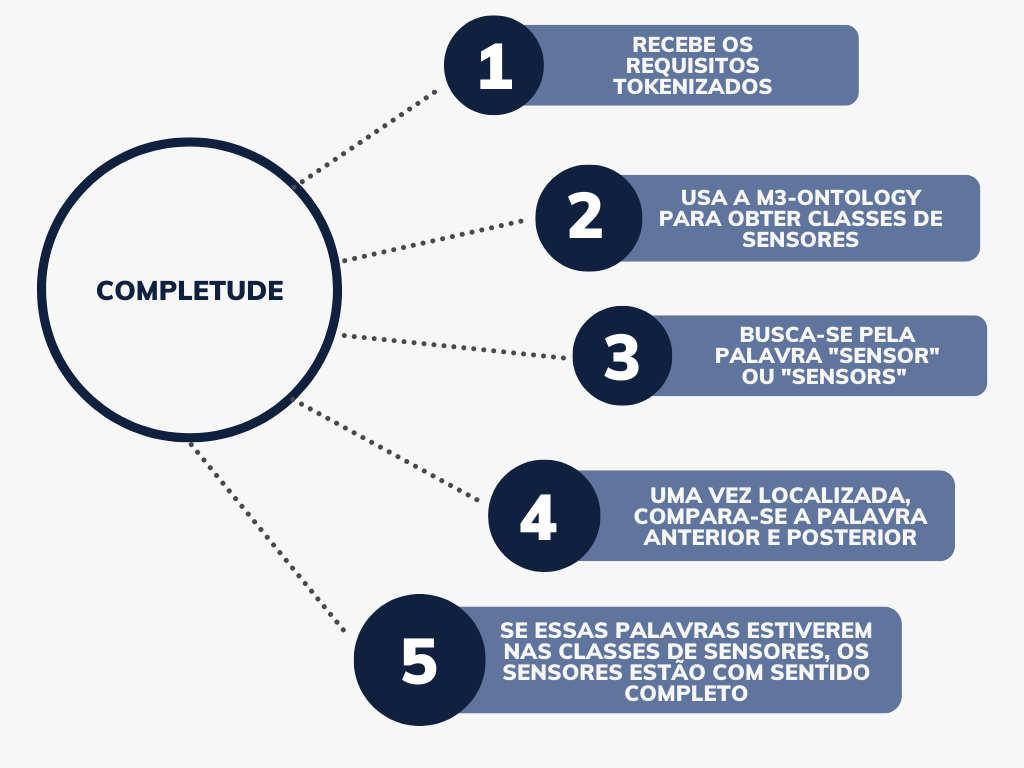 COMPLETUDE
1
RECEBE OS
REQUISITOS
TOKENIZADOS
2
USA A M3-ONTOLOGY
PARA OBTER CLASSES DE
SENSORES
3
BUSCA-SE PELA
PALAVRA "SENSOR"
OU "SENSORS"
4
UMA VEZ LOCALIZADA,
COMPARA-SE A PALAVRA
ANTERIOR E POSTERIOR
5
SE ESSAS PALAVRAS ESTIVEREM
NAS CLASSES DE SENSORES, OS
SENSORES ESTÃO COM SENTIDO
COMPLETO